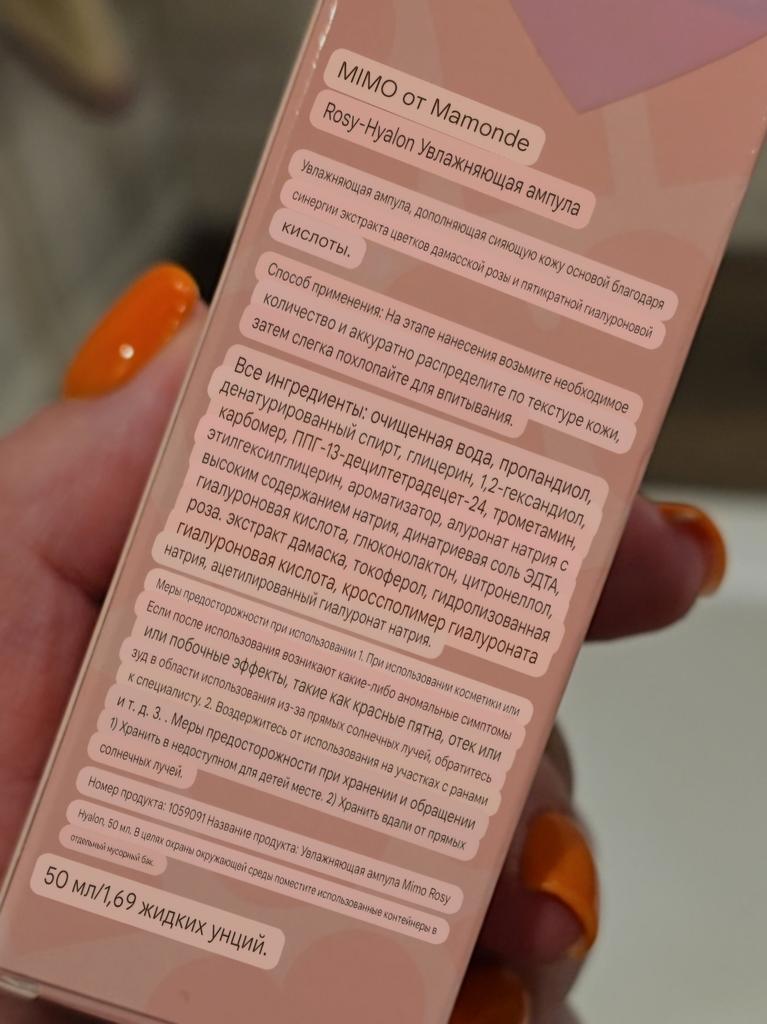 MIMO от Mamonde
Rosy-Hyalon Увлажняющая ампула
Увлажняющая ампула, дополняющая сияющую кожу основой благодаря
синергии экстракта цветков дамасской розы и пятикратной гиалуроновой
кислоты.
Способ применения: На этапе нанесения возьмите необходимое
количество и аккуратно распределите по текстуре кожи,
затем слегка похлопайте для впитывания.
Все ингредиенты: очищенная вода, пропандиол,
денатурированный спирт, глицерин, 1,2-гександиол,
карбомер, ППГ-13-децилтетрадецет-24, трометамин,
этилгексилглицерин, ароматизатор, алуронат натрия с
высоким содержанием натрия, динатриевая соль ЭДТА,
гиалуроновая кислота, глюконолактон, цитронеллол,
роза. экстракт дамаска, токоферол, гидролизованная
гиалуроновая кислота, кроссполимер гиалуроната
натрия, ацетилированный гиалуронат натрия.
Меры предосторожности при использовании 1. При использовании косметики или
Если после использования возникают какие-либо аномальные симптомы
или побочные эффекты, такие как красные пятна, отек или
зуд в области использования из-за прямых солнечных лучей, обратитесь
к специалисту. 2. Воздержитесь от использования на участках с ранами
и т. д. 3. . Меры предосторожности при хранении и обращении
1) Хранить в недоступном для детей месте. 2) Хранить вдали от прямых
солнечных лучей.
Номер продукта: 1059091 Название продукта: Увлажняющая ампула Mimo Rosy
Hyalon, 50 мл, В целях охраны окружающей среды поместите использованные контейнеры в
отдельный мусорный бак.
50 мл/1,69 жидких унций.